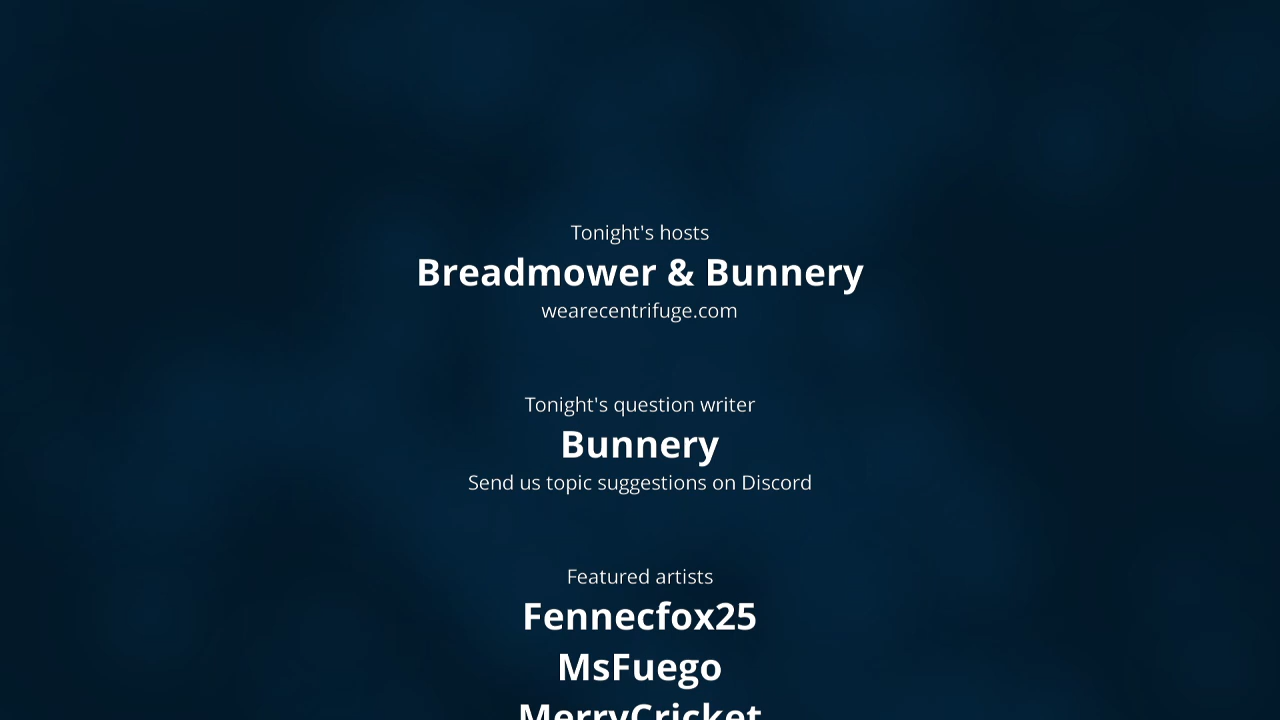 Tonight's hosts
Breadmower & Bunnery
wearecentrifuge.com
Tonight's question writer
Bunnery
Send us topic suggestions on Discord
Featured artists
Fennecfox25
MsFuego
MerryCricket